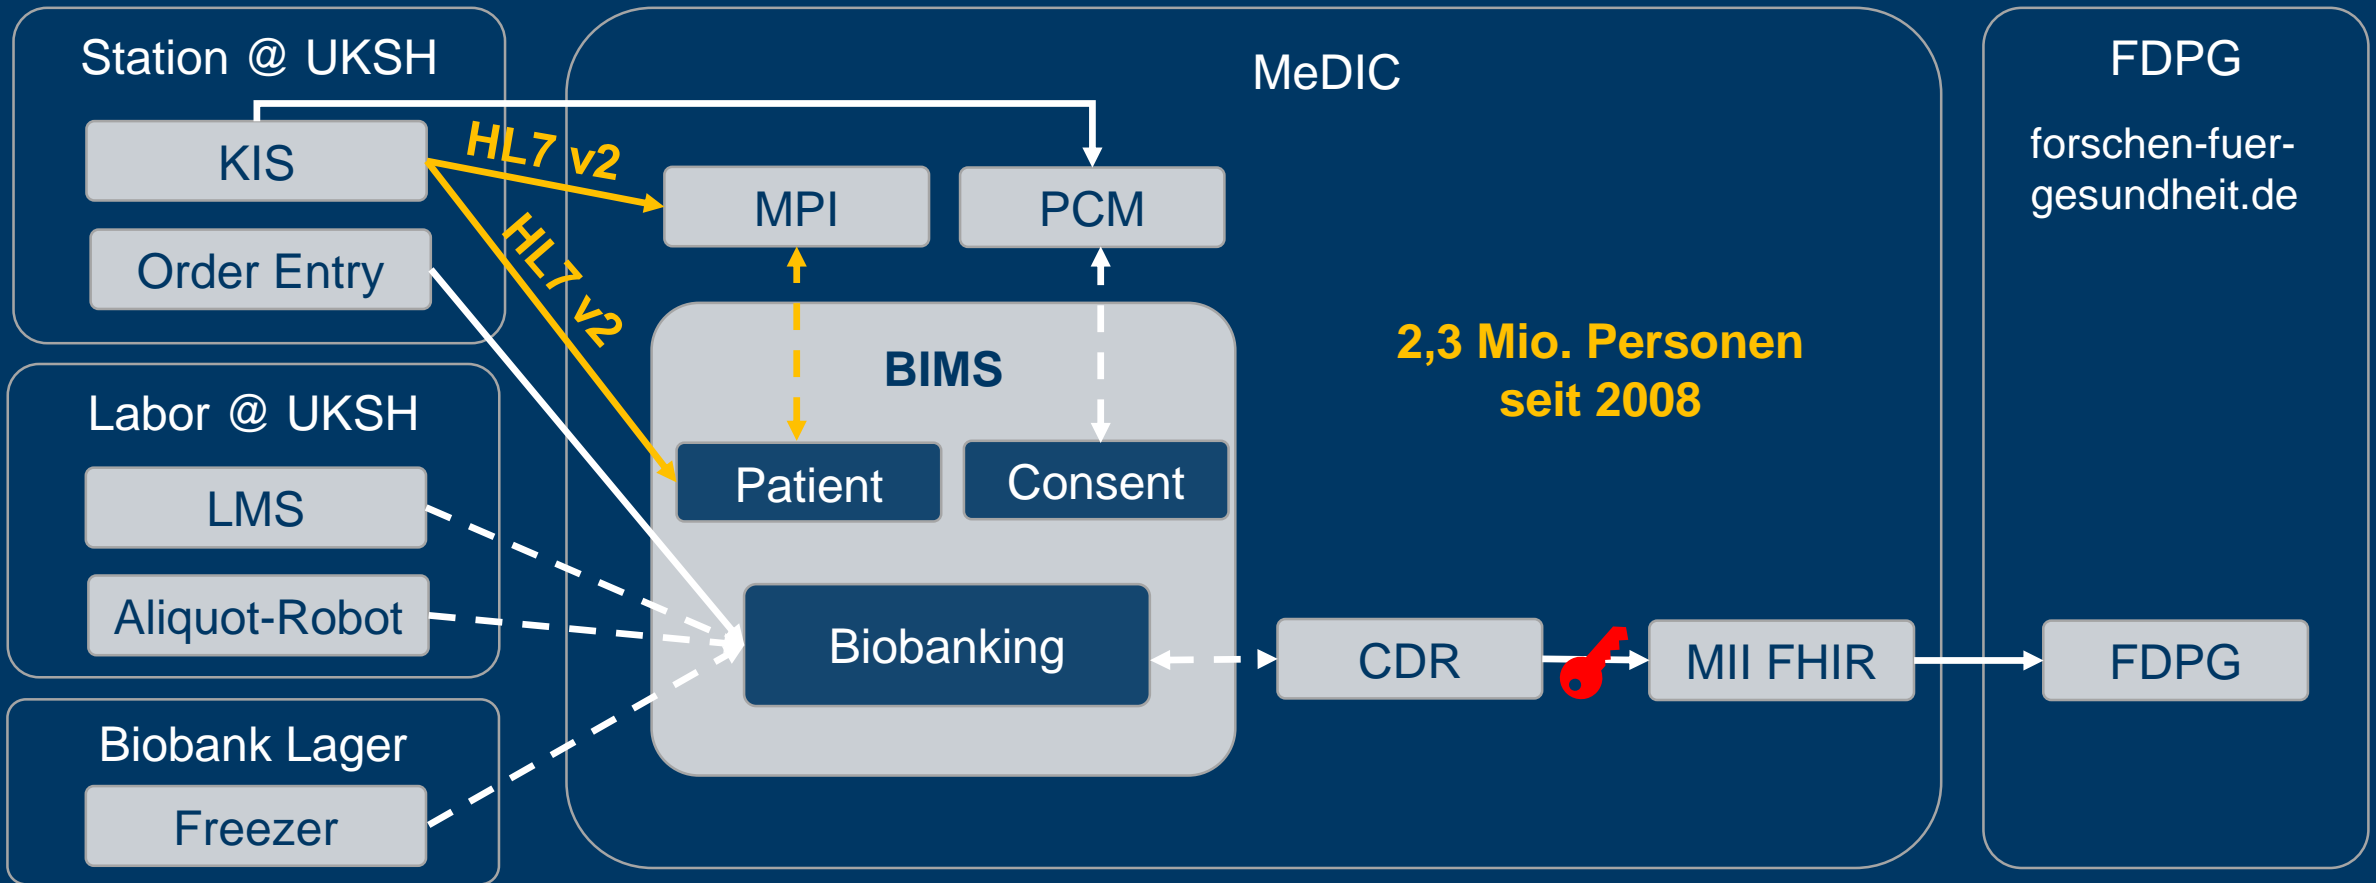 Station @ UKSH
KIS
Order Entry
Labor @ UKSH
LMS
Aliquot-Robot
Biobank Lager
Freezer
HL7 v2
HL7 v2
MeDIC
MPI
PCM
BIMS
Patient
Consent
Biobanking
2,3 Mio. Personen
seit 2008
CDR
MII FHIR
FDPG
forschen-fuer-
gesundheit.de
FDPG